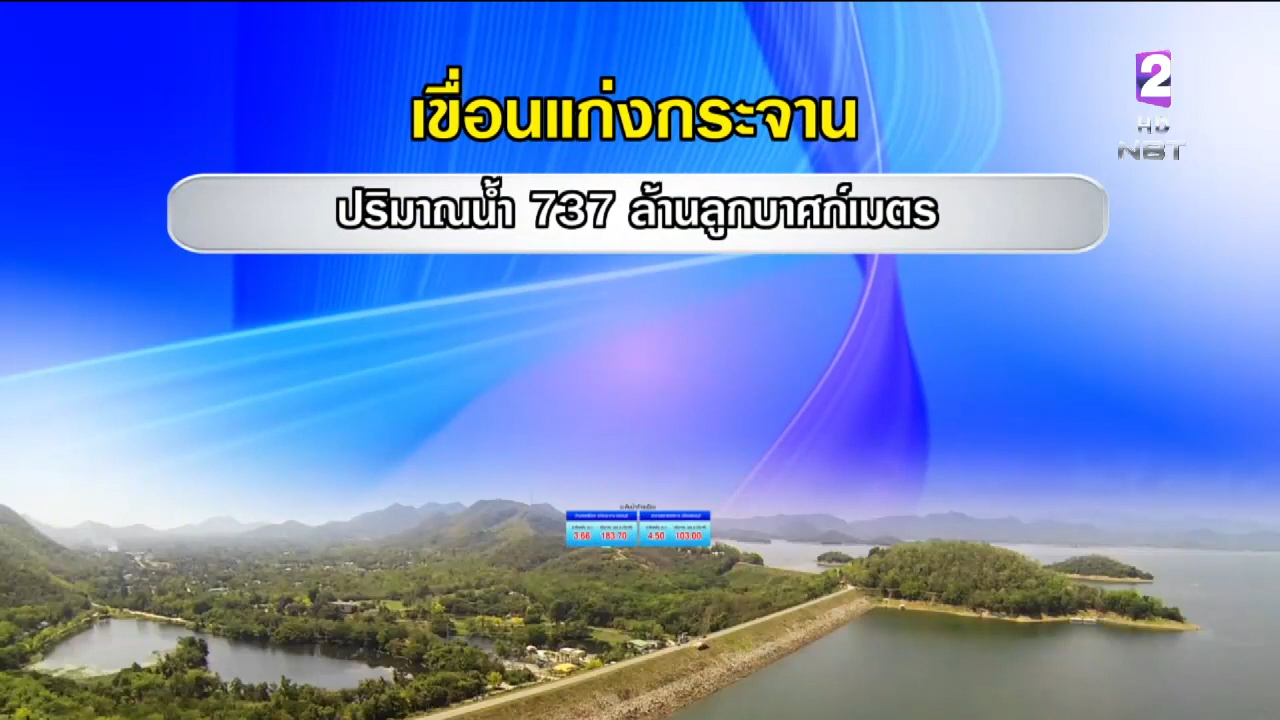 เขื่อนแก่งกระจาน
2
HD
NBT
ปริมาณน้ำ 737 ล้านลูกบาศก์เมตร
3.66 183.70 4.50 103.00